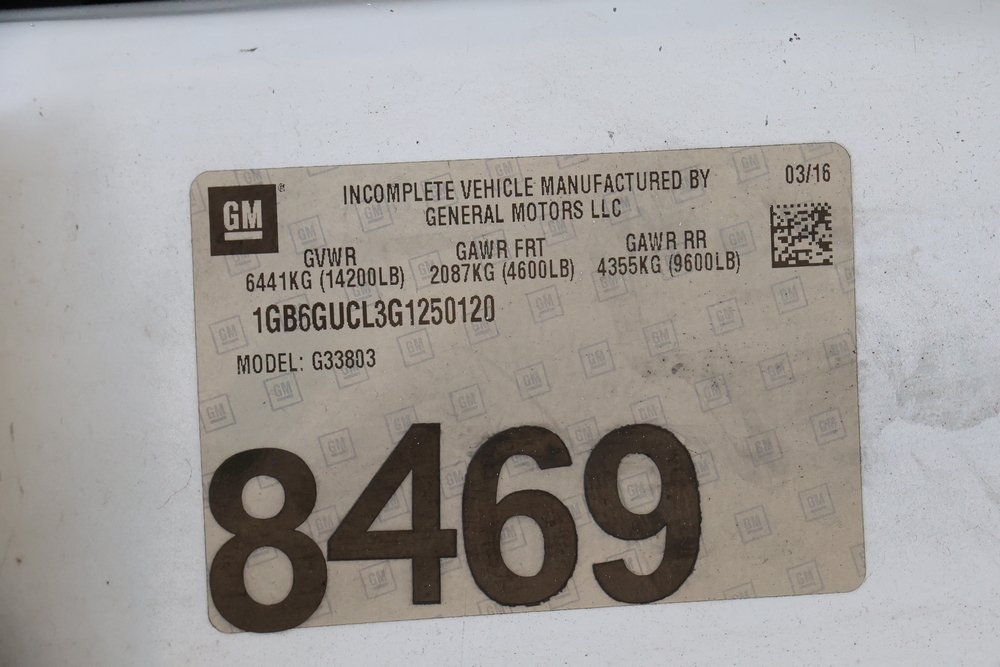 GM ®
INCOMPLETE VEHICLE MANUFACTURED BY
GENERAL MOTORS LLC
03/16
GVWR GAWR FRT GAWR RR
6441KG (14200LB) 2087KG (4600LB) 4355KG (9600LB)
1GB6GUCL3G1250120
MODEL: G33803
8469